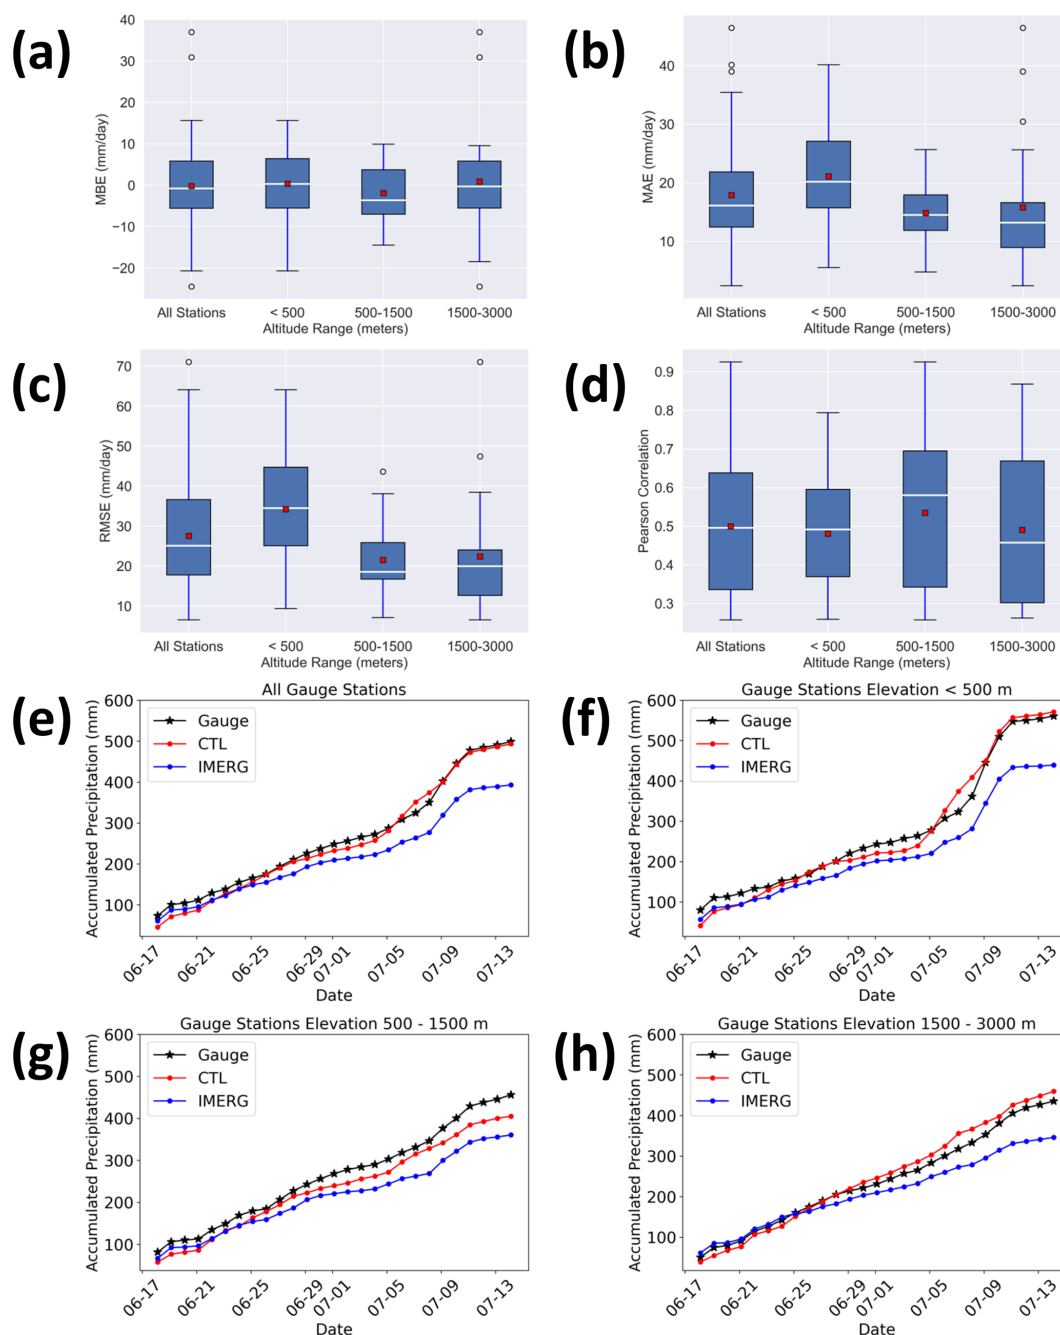 (a)
40
30
20
10
0
−10
−20
MBE (mm/day)
All Stations < 500 500-1500 1500-3000
Altitude Range (meters)
(b)
40
30
20
10
MAE (mm/day)
All Stations < 500 500-1500 1500-3000
Altitude Range (meters)
(c)
70
60
50
40
30
20
10
RMSE (mm/day)
All Stations < 500 500-1500 1500-3000
Altitude Range (meters)
(d)
0.9
0.8
0.7
0.6
0.5
0.4
0.3
Pearson Correlation
All Stations < 500 500-1500 1500-3000
Altitude Range (meters)
(e)
All Gauge Stations
600
500
400
300
200
100
Accumulated Precipitation (mm)
Gauge
CTL
IMERG
06-17 06-21 06-25 06-29 07-01 07-05 07-09 07-13
Date
(f)
Gauge Stations Elevation < 500 m
600
500
400
300
200
100
Accumulated Precipitation (mm)
Gauge
CTL
IMERG
06-17 06-21 06-25 06-29 07-01 07-05 07-09 07-13
Date
(g)
Gauge Stations Elevation 500 - 1500 m
600
500
400
300
200
100
Accumulated Precipitation (mm)
Gauge
CTL
IMERG
06-17 06-21 06-25 06-29 07-01 07-05 07-09 07-13
Date
(h)
Gauge Stations Elevation 1500 - 3000 m
600
500
400
300
200
100
Accumulated Precipitation (mm)
Gauge
CTL
IMERG
06-17 06-21 06-25 06-29 07-01 07-05 07-09 07-13
Date